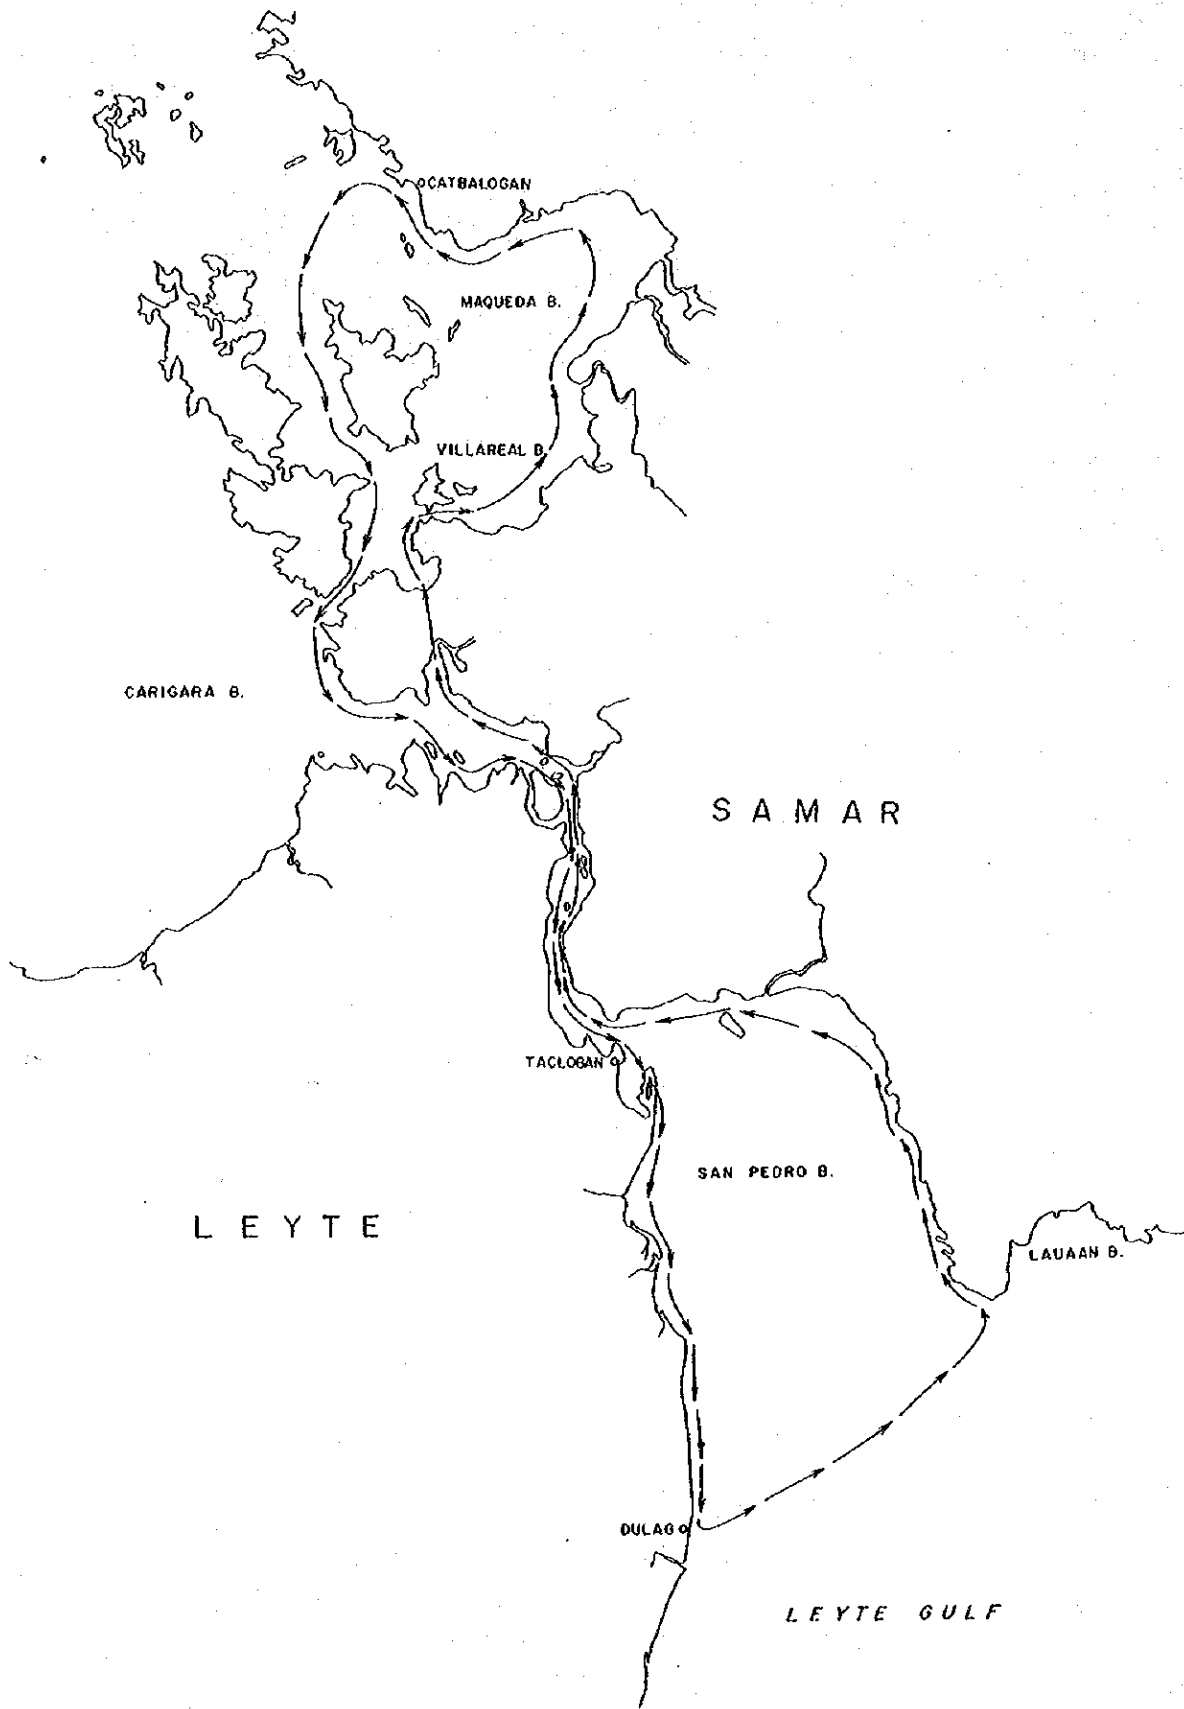 CATBALOGAN
MAQUEDA B.
VILLAREAL B.
CARIGARA B.
SAMAR
TACLOBAN
SAN PEDRO B.
LEYTE
LAUAAN B.
DULAG
LEYTE GULF